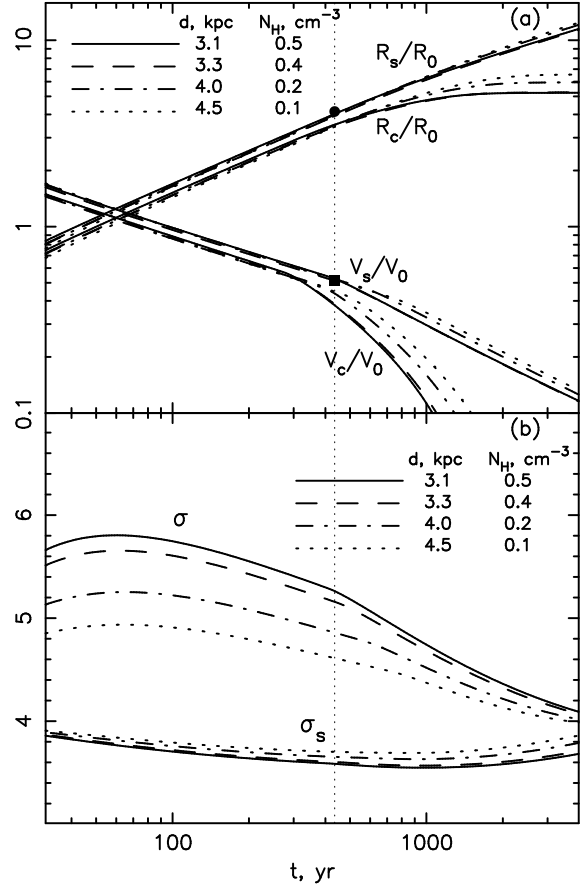 10
1
0.1
(a)
d, kpc N_H, cm^-3
3.1 0.5
3.3 0.4
4.0 0.2
4.5 0.1
R_s/R_0
R_c/R_0
V_s/V_0
V_c/V_0
(b)
d, kpc N_H, cm^-3
3.1 0.5
3.3 0.4
4.0 0.2
4.5 0.1
σ
σ_s
6
5
4
100 1000
t, yr